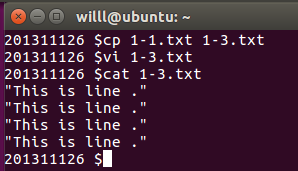 willl@ubuntu: ~
201311126 $cp 1-1.txt 1-3.txt
201311126 $vi 1-3.txt
201311126 $cat 1-3.txt
"This is line ."
"This is line ."
"This is line ."
"This is line ."
201311126 $